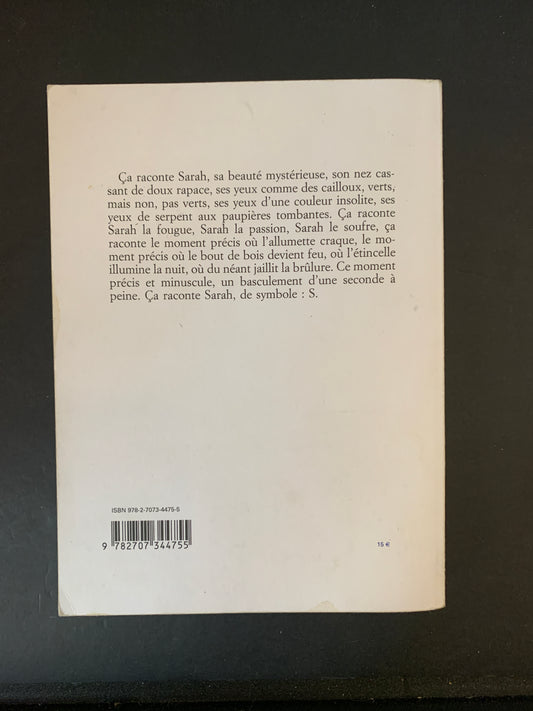 Ça raconte Sarah, sa beauté mystérieuse, son nez cas-
sant de doux rapace, ses yeux comme des cailloux, verts,
mais non, pas verts, ses yeux d'une couleur insolite, ses
yeux de serpent aux paupières tombantes. Ça raconte
Sarah la fougue, Sarah la passion, Sarah le soufre, ça
raconte le moment précis où l'allumette craque, le mo-
ment précis où le bout de bois devient feu, où l'étincelle
illumine la nuit, où du néant jaillit la brûlure. Ce moment
précis et minuscule, un basculement d'une seconde à
peine. Ça raconte Sarah, de symbole : S.
ISBN 978-2-7073-4475-5
9 782707 344755
15 €